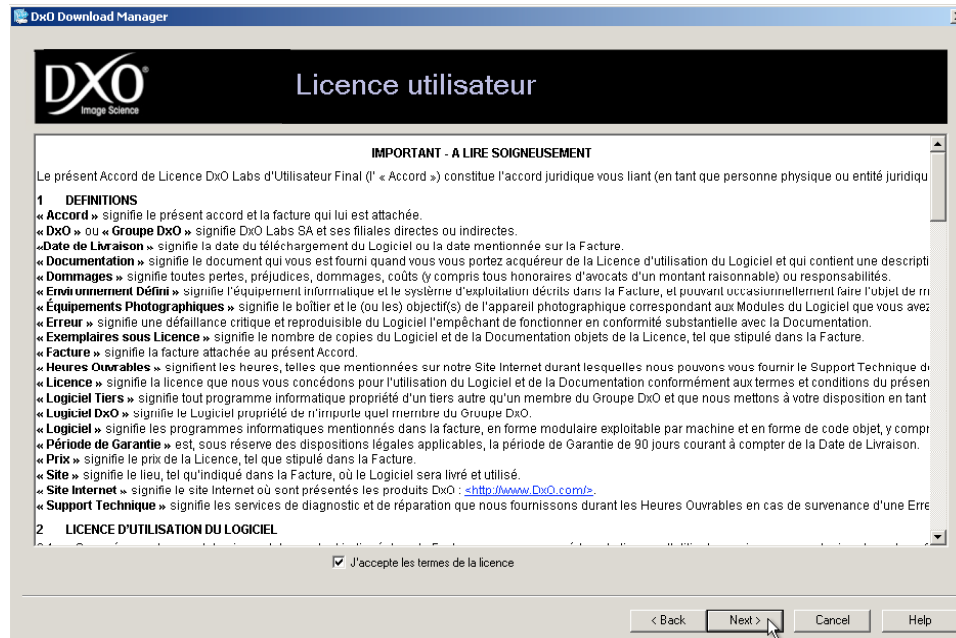 DxO Download Manager
DXO
Image Science
Licence utilisateur
IMPORTANT - A LIRE SOIGNEUSEMENT
Le présent Accord de Licence DxO Labs d'Utilisateur Final (l' « Accord ») constitue l'accord juridique vous liant (en tant que personne physique ou entité juridiqu
1 DEFINITIONS
« Accord » signifie le présent accord et la facture qui lui est attachée.
« DxO » ou « Groupe DxO » signifie DxO Labs SA et ses filiales directes ou indirectes.
«Date de Livraison » signifie la date du téléchargement du Logiciel ou la date mentionnée sur la Facture.
« Documentation » signifie le document qui vous est fourni quand vous vous portez acquéreur de la Licence d'utilisation du Logiciel et qui contient une descripti
« Dommages » signifie toutes pertes, préjudices, dommages, coûts (y compris tous honoraires d'avocats d'un montant raisonnable) ou responsabilités.
« Environnement Défini » signifie l'équipement informatique et le système d'exploitation décrits dans la Facture, et pouvant occasionnellement faire l'objet de
« Équipements Photographiques » signifie le boîtier et le (ou les) objectif(s) de l'appareil photographique correspondant aux Modules du Logiciel que vous avez
« Erreur » signifie une défaillance critique et reproduisible du Logiciel l'empêchant de fonctionner en conformité substantielle avec la Documentation.
« Exemplaires sous Licence » signifie le nombre de copies du Logiciel et de la Documentation objets de la Licence, tel que stipulé dans la Facture.
« Facture » signifie la facture attachée au présent Accord.
« Heures Ouvrables » signifient les heures, telles que mentionnées sur notre Site Internet durant lesquelles nous pouvons vous fournir le Support Technique d
« Licence » signifie la licence que nous vous concédons pour l'utilisation du Logiciel et de la Documentation conformément aux termes et conditions du présen
« Logiciel Tiers » signifie tout programme informatique propriété d'un tiers autre qu'un membre du Groupe DxO et que nous mettons à votre disposition en tant
« Logiciel DxO » signifie le Logiciel propriété de n'importe quel membre du Groupe DxO.
« Logiciel » signifie les programmes informatiques mentionnés dans la facture, en forme modulaire exploitable par machine et en forme de code objet, y compr
« Période de Garantie » est, sous réserve des dispositions légales applicables, la période de Garantie de 90 jours courant à compter de la Date de Livraison.
« Prix » signifie le prix de la Licence, tel que stipulé dans la Facture.
« Site » signifie le lieu, tel qu'indiqué dans la Facture, où le Logiciel sera livré et utilisé.
« Site Internet » signifie le site Internet où sont présentés les produits DxO : <http://www.DxO.com/>.
« Support Technique » signifie les services de diagnostic et de réparation que nous fournissons durant les Heures Ouvrables en cas de survenance d'une Erre
2 LICENCE D'UTILISATION DU LOGICIEL
J'accepte les termes de la licence
< Back Next > Cancel Help